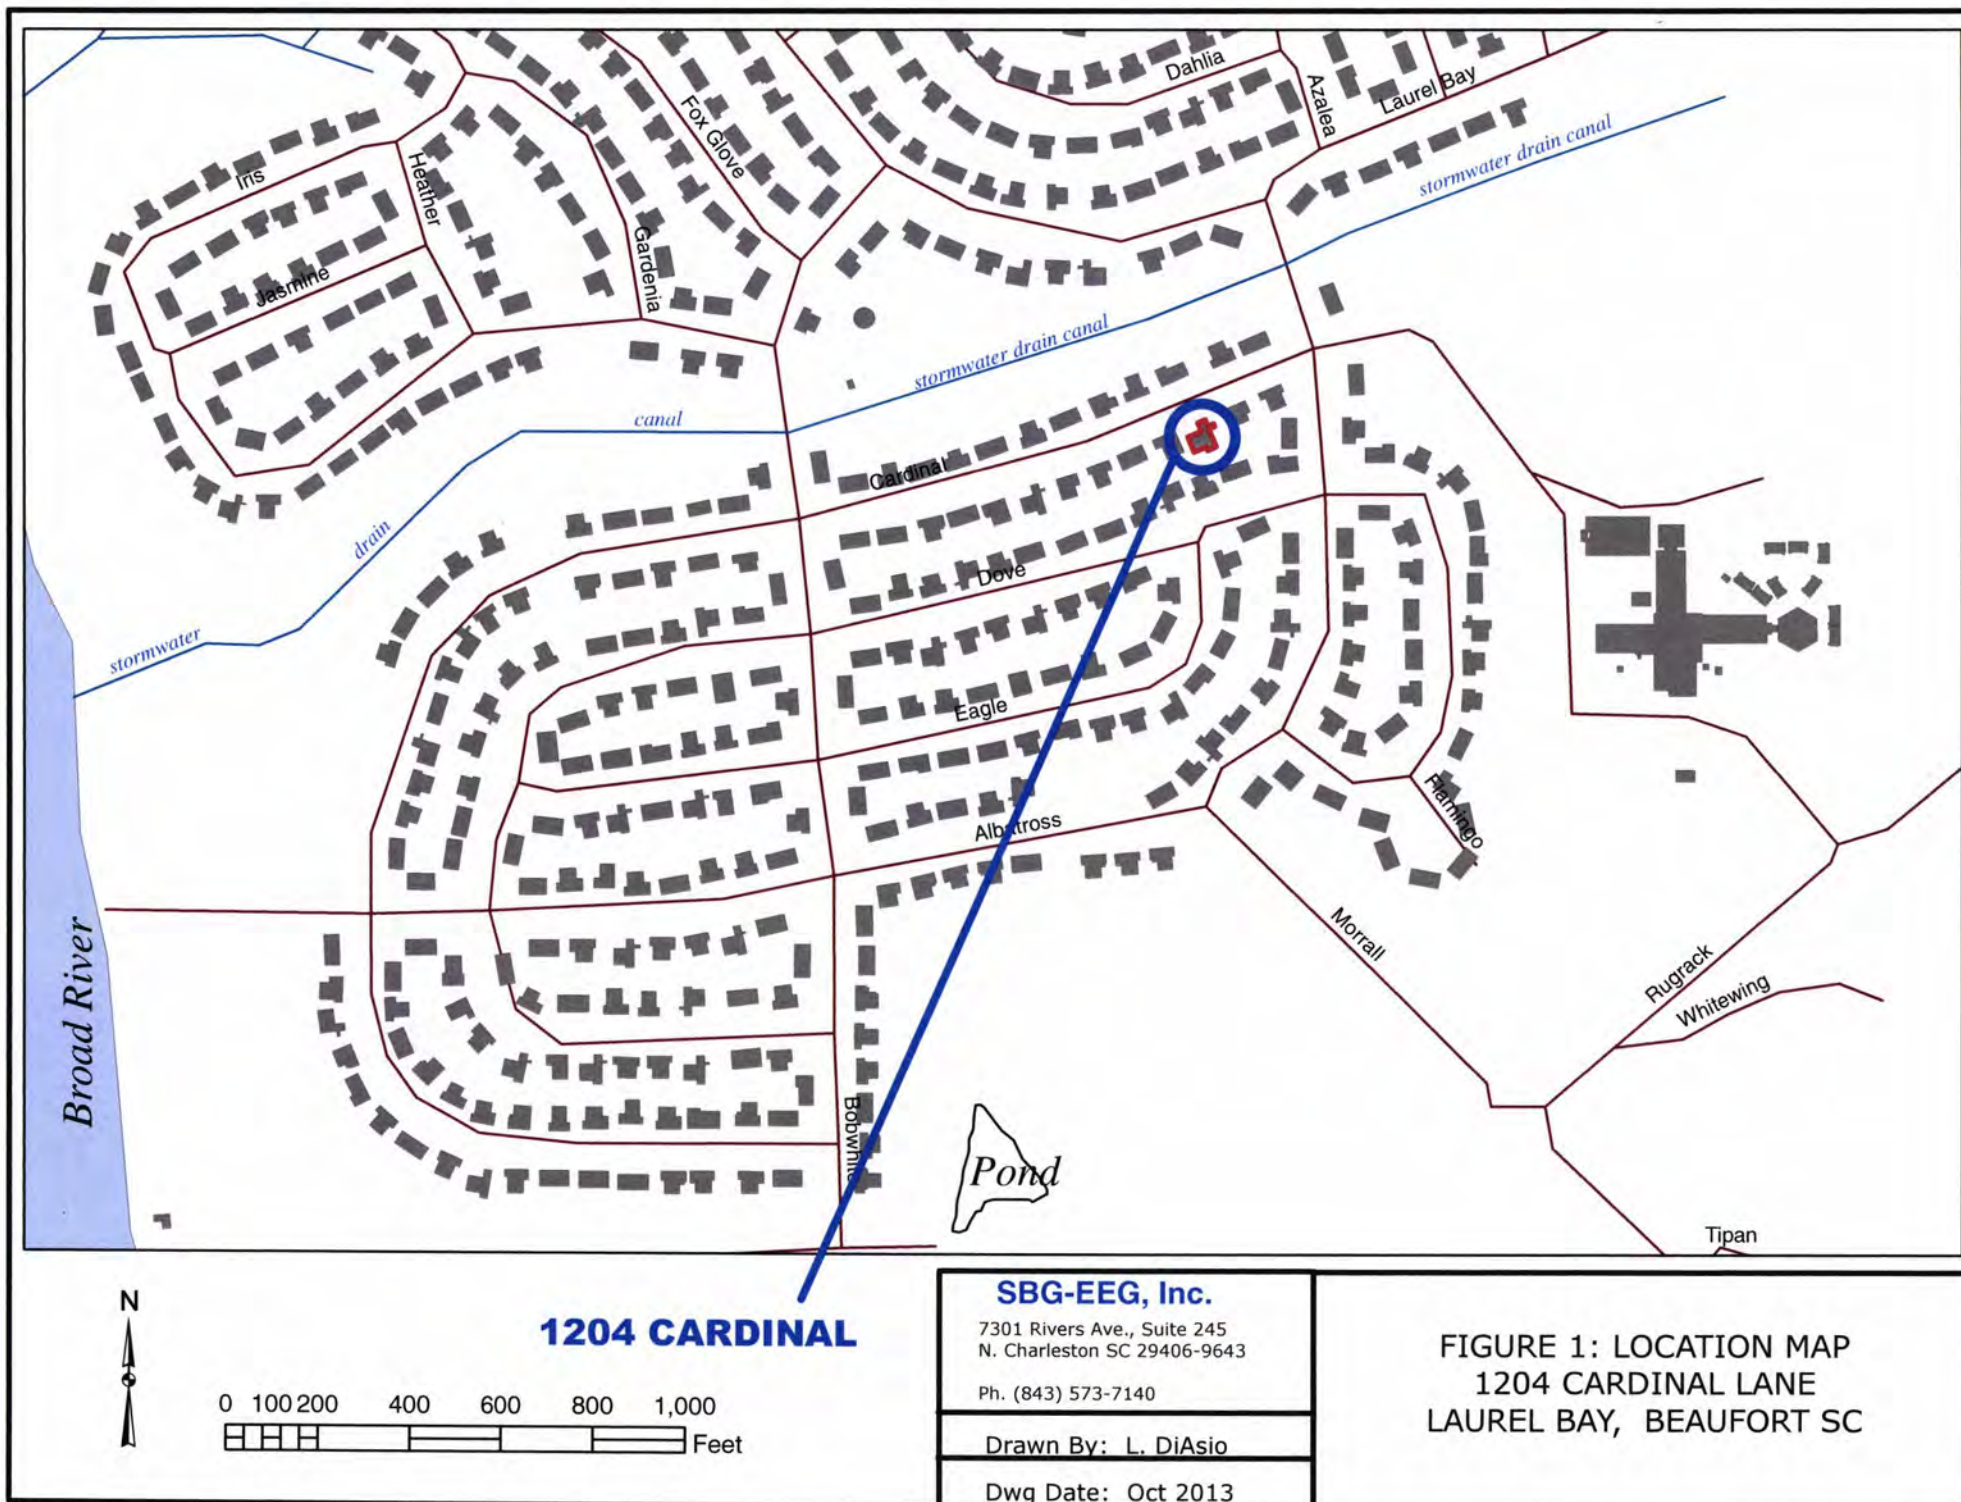 Dahlia
Azalea
Laurel Bay
Fox Glove
stormwater drain canal
Iris
Heather
Gardenia
Jasmine
stormwater drain canal
canal
Cardinal
drain
Dove
stormwater
Eagle
Flamingo
Albatross
Broad River
Morrall
Rugrack
Whitewing
Bobwhite
Pond
Tipan
N
1204 CARDINAL
0 100 200 400 600 800 1,000
Feet
SBG-EEG, Inc.
7301 Rivers Ave., Suite 245
N. Charleston SC 29406-9643
Ph. (843) 573-7140
Drawn By: L. DiAsio
Dwg Date: Oct 2013
FIGURE 1: LOCATION MAP
1204 CARDINAL LANE
LAUREL BAY, BEAUFORT SC